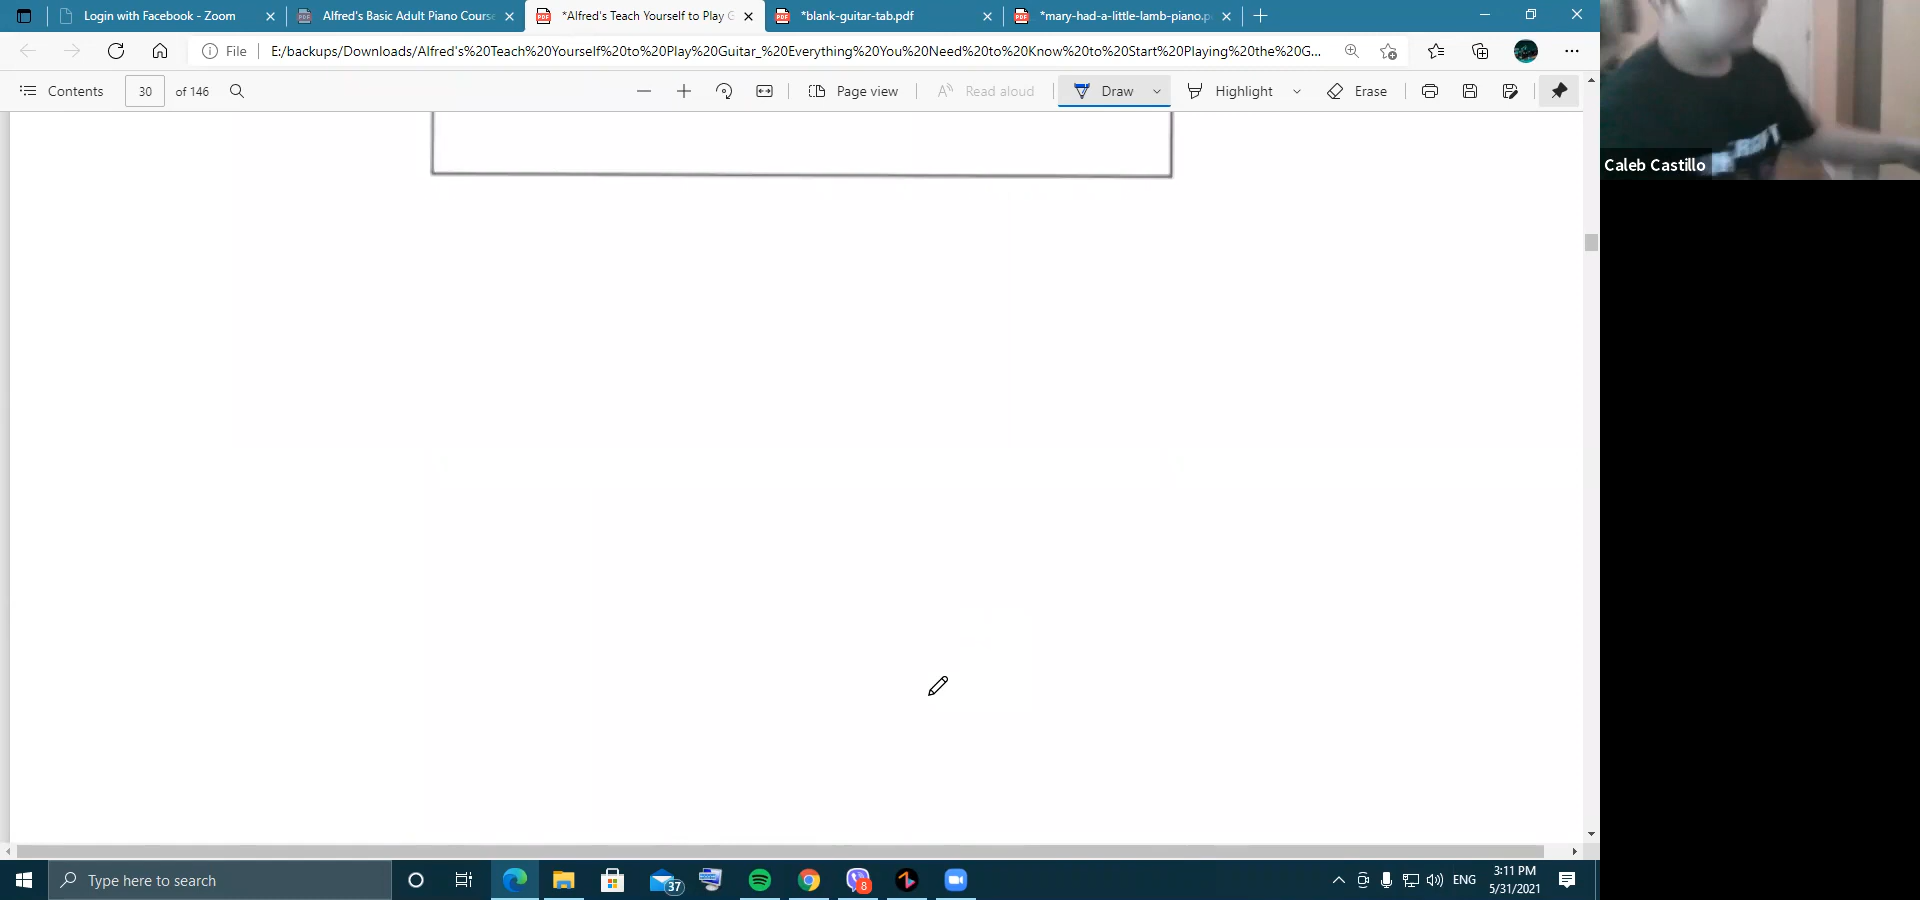 Login with Facebook - Zoom
Alfred's Basic Adult Piano Cours
*Alfred's Teach Yourself to Play G
*blank-guitar-tab.pdf
*mary-had-a-little-lamb-piano.p
File
E:/backups/Downloads/Alfred's%20Teach%20Yourself%20to%20Play%20Guitar_%20Everything%20You%20Need%20to%20Know%20to%20Start%20Playing%20the%20G...
Contents
30
of 146
Page view
Read aloud
Draw
Highlight
Erase
Caleb Castillo
Type here to search
37
8
ENG
3:11 PM
5/31/2021